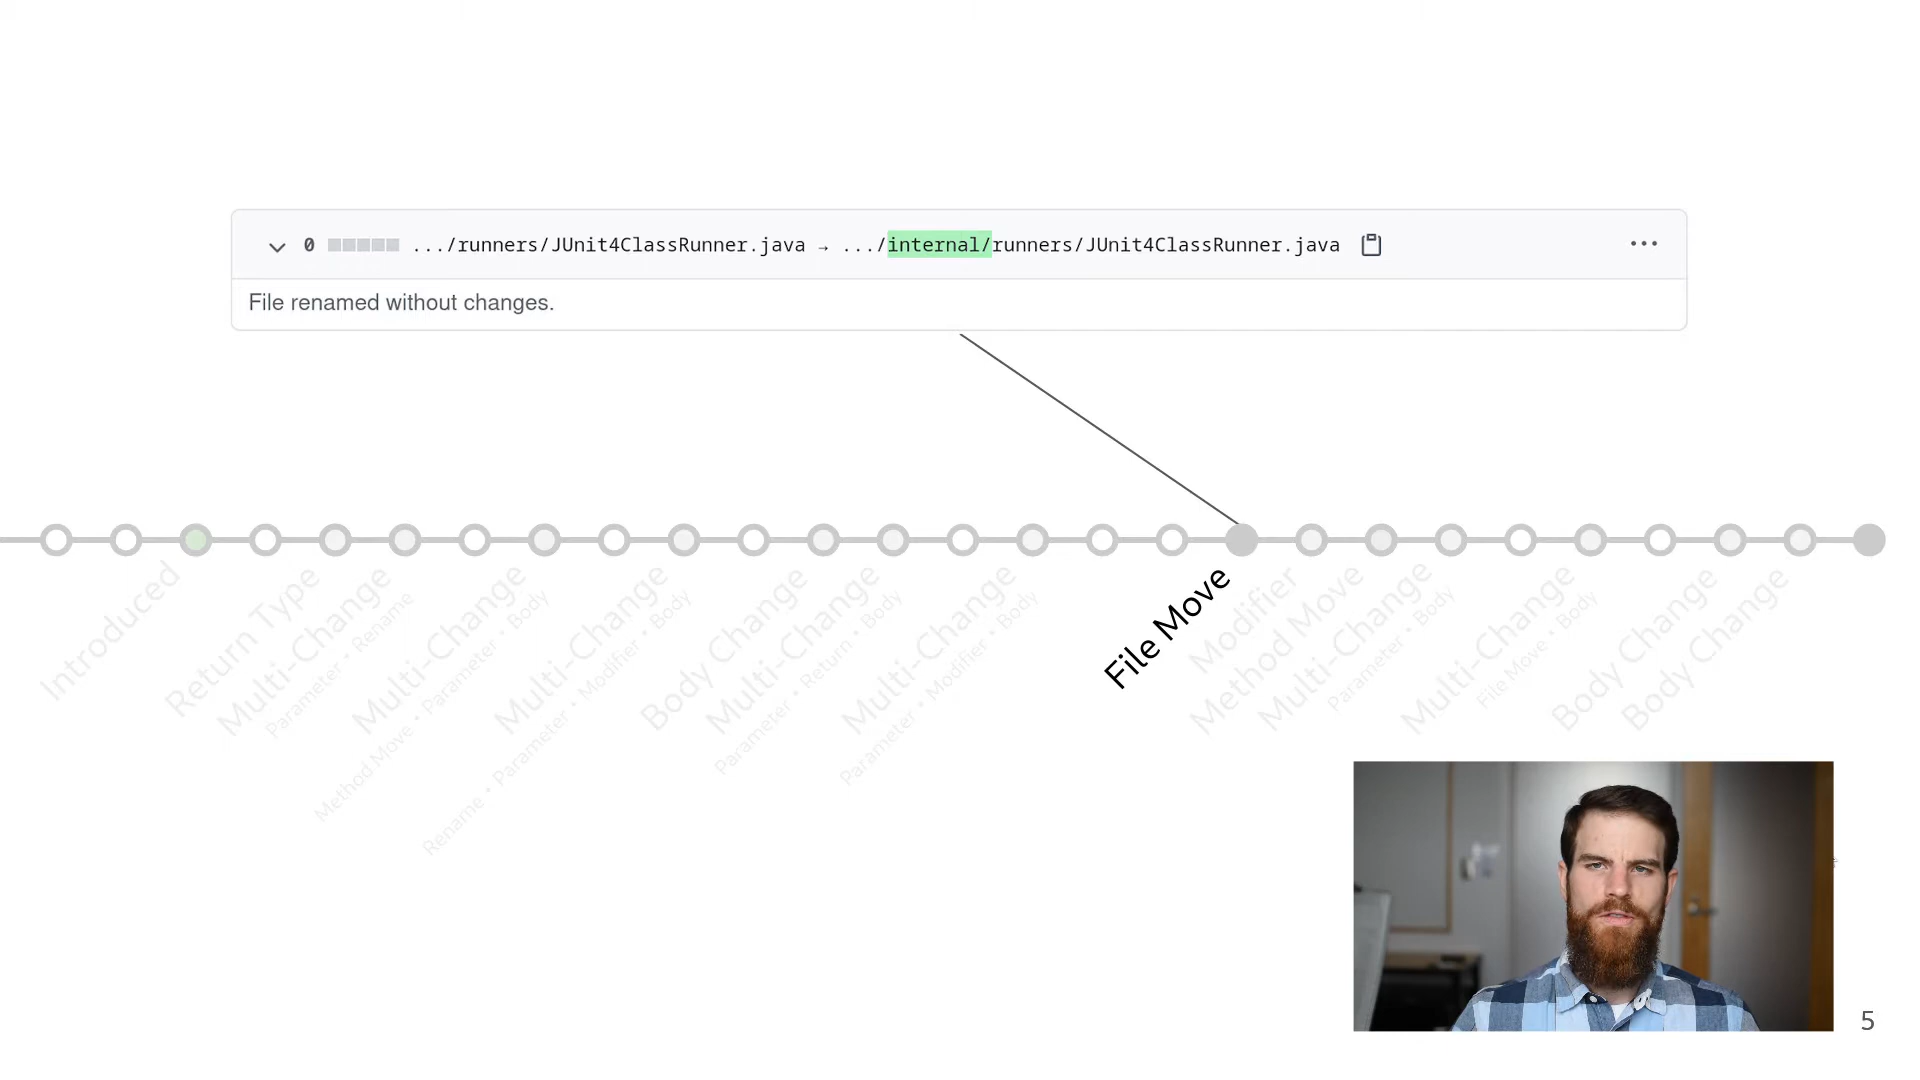 0 .../runners/JUnit4ClassRunner.java → .../internal/runners/JUnit4ClassRunner.java
File renamed without changes.
Introduced
Return Type
Multi-Change
Parameter • Rename
Multi-Change
Method Move • Parameter • Body
Multi-Change
Rename • Parameter • Modifier • Body
Body Change
Multi-Change
Parameter • Return • Body
Multi-Change
Parameter • Modifier • Body
File Move
Modifier
Method Move
Multi-Change
Parameter • Body
Multi-Change
File Move • Body
Body Change
Body Change
5